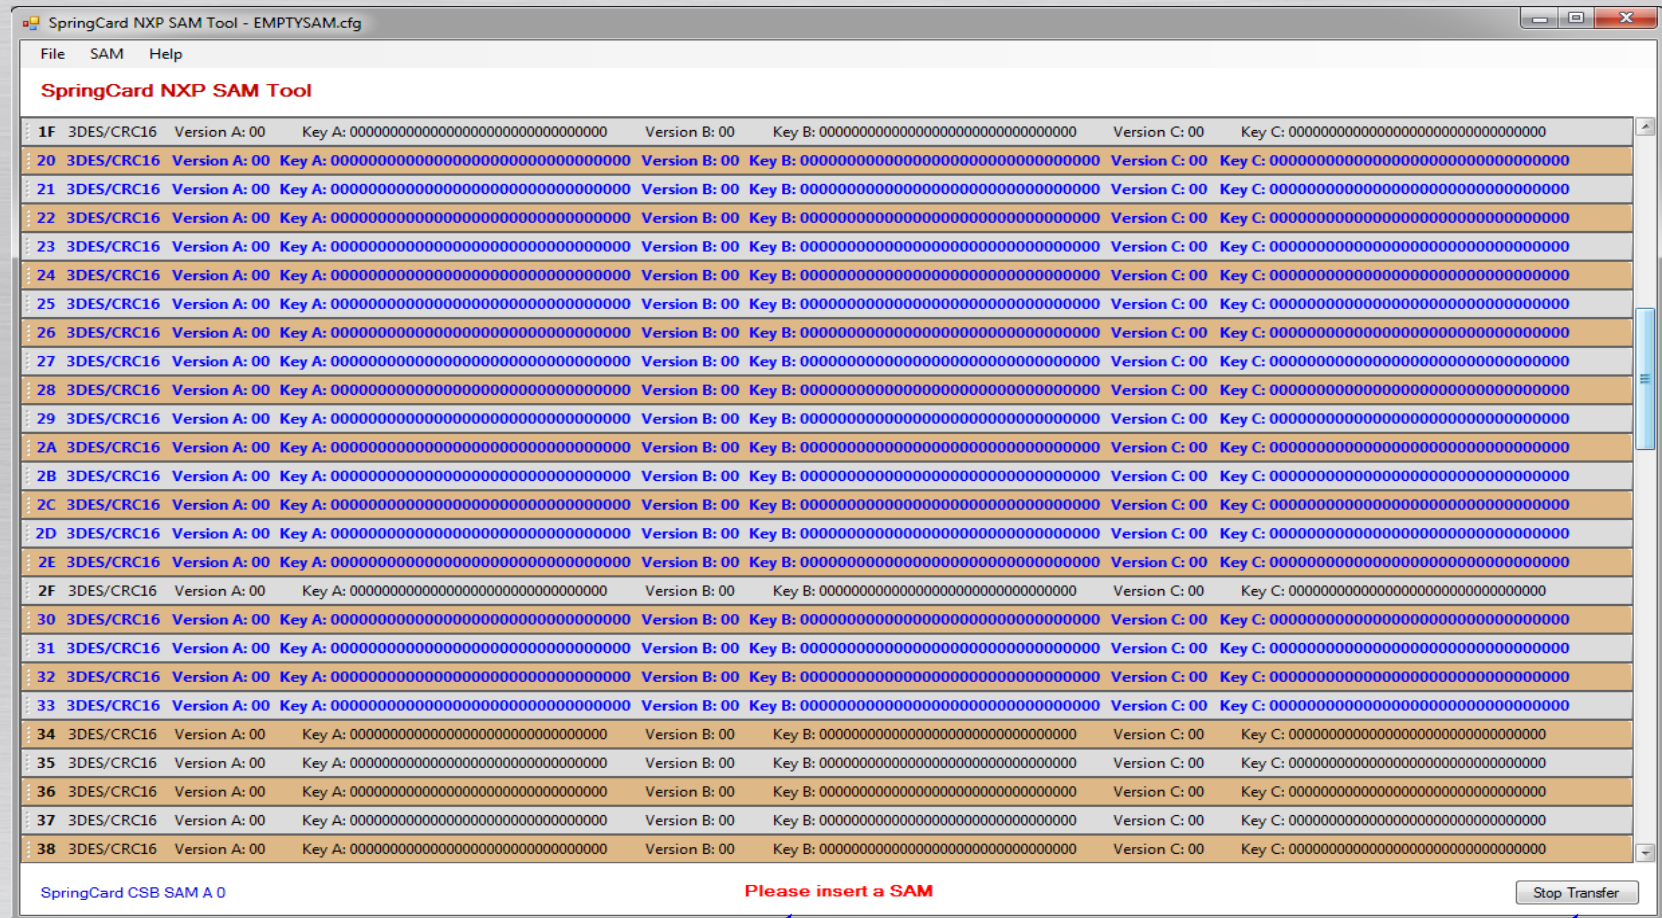 SpringCard NXP SAM Tool - EMPTYSAM.cfg
File SAM Help
SpringCard NXP SAM Tool
1F 3DES/CRC16 Version A: 00 Key A: 00000000000000000000000000000000 Version B: 00 Key B: 00000000000000000000000000000000 Version C: 00 Key C: 00000000000000000000000000000000
20 3DES/CRC16 Version A: 00 Key A: 00000000000000000000000000000000 Version B: 00 Key B: 00000000000000000000000000000000 Version C: 00 Key C: 00000000000000000000000000000000
21 3DES/CRC16 Version A: 00 Key A: 00000000000000000000000000000000 Version B: 00 Key B: 00000000000000000000000000000000 Version C: 00 Key C: 00000000000000000000000000000000
22 3DES/CRC16 Version A: 00 Key A: 00000000000000000000000000000000 Version B: 00 Key B: 00000000000000000000000000000000 Version C: 00 Key C: 00000000000000000000000000000000
23 3DES/CRC16 Version A: 00 Key A: 00000000000000000000000000000000 Version B: 00 Key B: 00000000000000000000000000000000 Version C: 00 Key C: 00000000000000000000000000000000
24 3DES/CRC16 Version A: 00 Key A: 00000000000000000000000000000000 Version B: 00 Key B: 00000000000000000000000000000000 Version C: 00 Key C: 00000000000000000000000000000000
25 3DES/CRC16 Version A: 00 Key A: 00000000000000000000000000000000 Version B: 00 Key B: 00000000000000000000000000000000 Version C: 00 Key C: 00000000000000000000000000000000
26 3DES/CRC16 Version A: 00 Key A: 00000000000000000000000000000000 Version B: 00 Key B: 00000000000000000000000000000000 Version C: 00 Key C: 00000000000000000000000000000000
27 3DES/CRC16 Version A: 00 Key A: 00000000000000000000000000000000 Version B: 00 Key B: 00000000000000000000000000000000 Version C: 00 Key C: 00000000000000000000000000000000
28 3DES/CRC16 Version A: 00 Key A: 00000000000000000000000000000000 Version B: 00 Key B: 00000000000000000000000000000000 Version C: 00 Key C: 00000000000000000000000000000000
29 3DES/CRC16 Version A: 00 Key A: 00000000000000000000000000000000 Version B: 00 Key B: 00000000000000000000000000000000 Version C: 00 Key C: 00000000000000000000000000000000
2A 3DES/CRC16 Version A: 00 Key A: 00000000000000000000000000000000 Version B: 00 Key B: 00000000000000000000000000000000 Version C: 00 Key C: 00000000000000000000000000000000
2B 3DES/CRC16 Version A: 00 Key A: 00000000000000000000000000000000 Version B: 00 Key B: 00000000000000000000000000000000 Version C: 00 Key C: 00000000000000000000000000000000
2C 3DES/CRC16 Version A: 00 Key A: 00000000000000000000000000000000 Version B: 00 Key B: 00000000000000000000000000000000 Version C: 00 Key C: 00000000000000000000000000000000
2D 3DES/CRC16 Version A: 00 Key A: 00000000000000000000000000000000 Version B: 00 Key B: 00000000000000000000000000000000 Version C: 00 Key C: 00000000000000000000000000000000
2E 3DES/CRC16 Version A: 00 Key A: 00000000000000000000000000000000 Version B: 00 Key B: 00000000000000000000000000000000 Version C: 00 Key C: 00000000000000000000000000000000
2F 3DES/CRC16 Version A: 00 Key A: 00000000000000000000000000000000 Version B: 00 Key B: 00000000000000000000000000000000 Version C: 00 Key C: 00000000000000000000000000000000
30 3DES/CRC16 Version A: 00 Key A: 00000000000000000000000000000000 Version B: 00 Key B: 00000000000000000000000000000000 Version C: 00 Key C: 00000000000000000000000000000000
31 3DES/CRC16 Version A: 00 Key A: 00000000000000000000000000000000 Version B: 00 Key B: 00000000000000000000000000000000 Version C: 00 Key C: 00000000000000000000000000000000
32 3DES/CRC16 Version A: 00 Key A: 00000000000000000000000000000000 Version B: 00 Key B: 00000000000000000000000000000000 Version C: 00 Key C: 00000000000000000000000000000000
33 3DES/CRC16 Version A: 00 Key A: 00000000000000000000000000000000 Version B: 00 Key B: 00000000000000000000000000000000 Version C: 00 Key C: 00000000000000000000000000000000
34 3DES/CRC16 Version A: 00 Key A: 00000000000000000000000000000000 Version B: 00 Key B: 00000000000000000000000000000000 Version C: 00 Key C: 00000000000000000000000000000000
35 3DES/CRC16 Version A: 00 Key A: 00000000000000000000000000000000 Version B: 00 Key B: 00000000000000000000000000000000 Version C: 00 Key C: 00000000000000000000000000000000
36 3DES/CRC16 Version A: 00 Key A: 00000000000000000000000000000000 Version B: 00 Key B: 00000000000000000000000000000000 Version C: 00 Key C: 00000000000000000000000000000000
37 3DES/CRC16 Version A: 00 Key A: 00000000000000000000000000000000 Version B: 00 Key B: 00000000000000000000000000000000 Version C: 00 Key C: 00000000000000000000000000000000
38 3DES/CRC16 Version A: 00 Key A: 00000000000000000000000000000000 Version B: 00 Key B: 00000000000000000000000000000000 Version C: 00 Key C: 00000000000000000000000000000000
SpringCard CSB SAM A 0 Please insert a SAM Stop Transfer